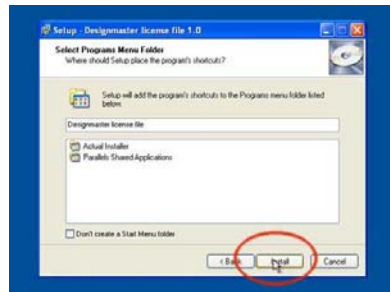 Setup - Designmaster license file 1.0
Select Programs Menu Folder
Where should Setup place the program's shortcuts?
Setup will add the program's shortcuts to the Programs menu folder listed
below.
Designmaster license file
Actual Installer
Parallels Shared Applications
Don't create a Start Menu folder
< Back Install Cancel